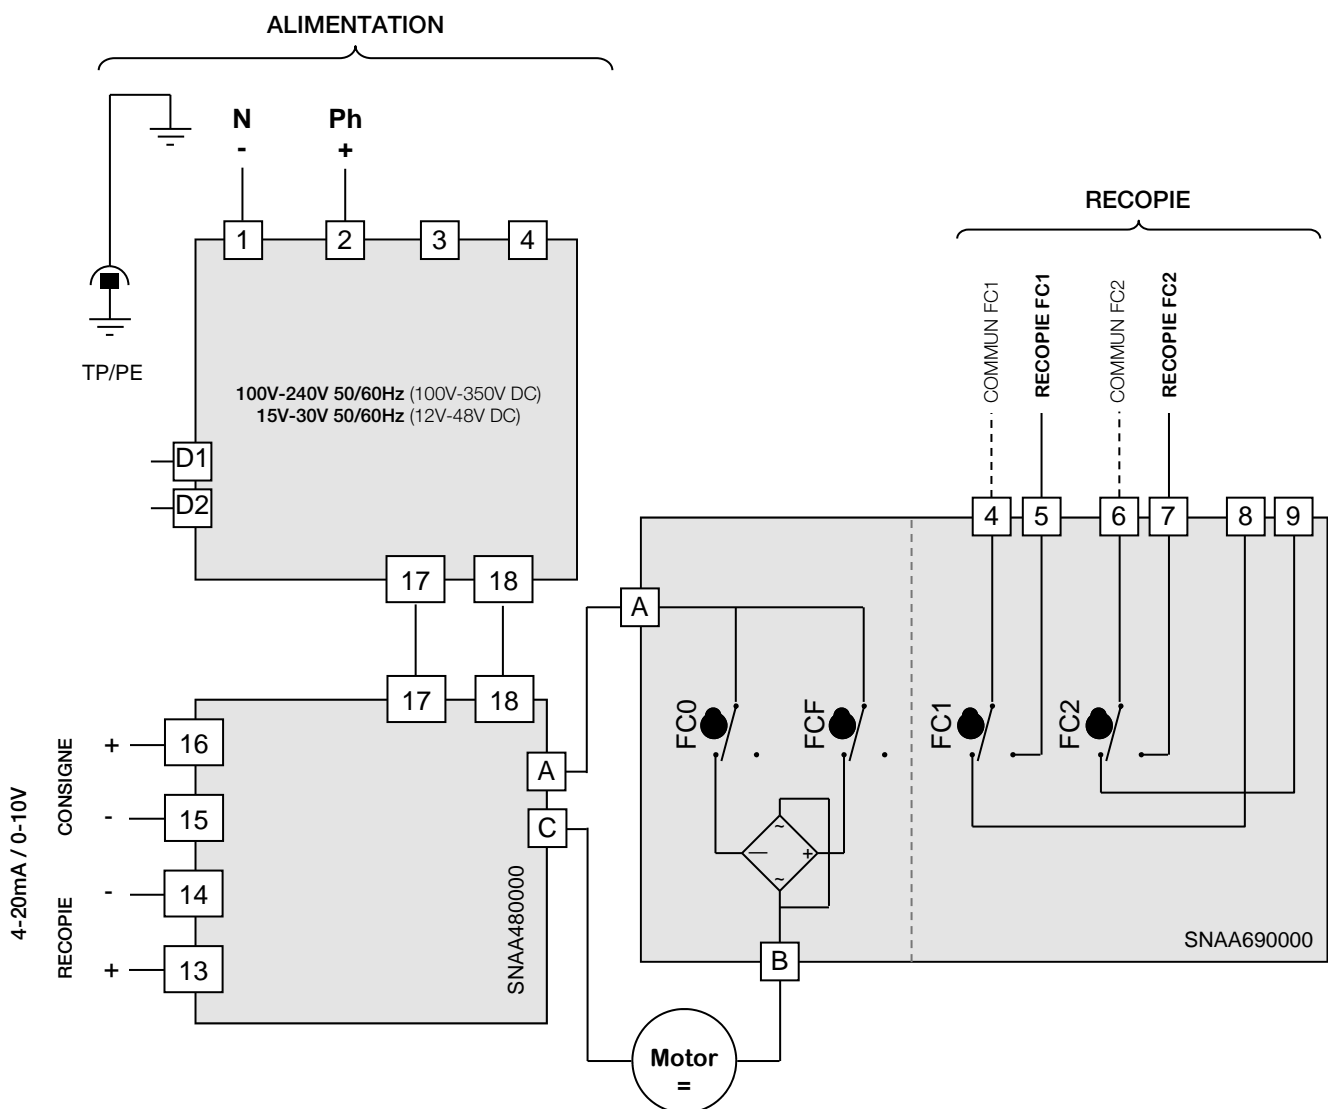 ALIMENTATION
N
-
Ph
+
1
2
3
4
TP/PE
100V-240V 50/60Hz (100V-350V DC)
15V-30V 50/60Hz (12V-48V DC)
D1
D2
17
18
17
18
4-20mA / 0-10V
CONSIGNE
RECOPIE
+
16
-
15
-
14
+
13
A
C
SNAA480000
RECOPIE
COMMUN FC1
RECOPIE FC1
COMMUN FC2
RECOPIE FC2
4
5
6
7
8
9
A
FC0
FCF
FC1
FC2
~
—
+
~
B
SNAA690000
Motor
=